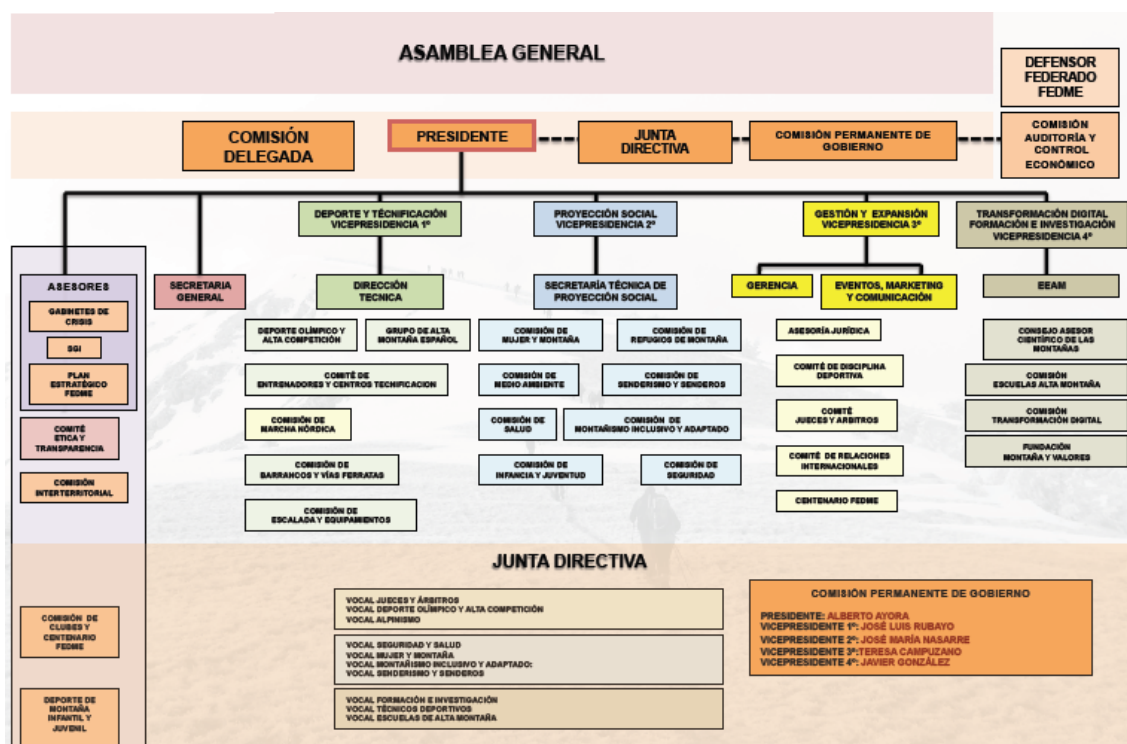 ASAMBLEA GENERAL
DEFENSOR
FEDERADO
FEDME
COMISIÓN
DELEGADA
PRESIDENTE
JUNTA
DIRECTIVA
COMISIÓN PERMANENTE DE
GOBIERNO
COMISIÓN
AUDITORÍA Y
CONTROL
ECONÓMICO
DEPORTE Y TÉCNIFICACIÓN
VICEPRESIDENCIA 1º
PROYECCIÓN SOCIAL
VICEPRESIDENCIA 2º
GESTIÓN Y EXPANSIÓN
VICEPRESIDENCIA 3º
TRANSFORMACIÓN DIGITAL
FORMACIÓN E INVESTIGACIÓN
VICEPRESIDENCIA 4º
ASESORES
GABINETES DE
CRISIS
SGI
PLAN
ESTRATÉGICO
FEDME
COMITÉ
ETICA Y
TRANSPARENCIA
COMISIÓN
INTERTERRITORIAL
SECRETARIA
GENERAL
DIRECCIÓN
TECNICA
SECRETARÍA TÉCNICA DE
PROYECCIÓN SOCIAL
GERENCIA
EVENTOS, MARKETING
Y COMUNICACIÓN
EEAM
DEPORTE OLÍMPICO Y
ALTA COMPETICIÓN
GRUPO DE ALTA
MONTAÑA ESPAÑOL
COMITÉ DE
ENTRENADORES Y CENTROS TECHIFICACION
COMISIÓN DE
MARCHA NÓRDICA
COMISIÓN DE
BARRANCOS Y VÍAS FERRATAS
COMISIÓN DE
ESCALADA Y EQUIPAMIENTOS
COMISIÓN DE
MUJER Y MONTAÑA
COMISIÓN DE
REFUGIOS DE MONTAÑA
COMISIÓN DE
MEDIO AMBIENTE
COMISIÓN DE
SENDERISMO Y SENDEROS
COMISIÓN DE
SALUD
COMISIÓN DE
MONTAÑISMO INCLUSIVO Y ADAPTADO
COMISIÓN DE
INFANCIA Y JUVENTUD
COMISIÓN DE
SEGURIDAD
ASESORÍA JURÍDICA
COMITÉ DE DISCIPLINA
DEPORTIVA
COMITÉ
JUECES Y ARBITROS
COMITÉ DE RELACIONES
INTERNACIONALES
CENTENARIO FEDME
CONSEJO ASESOR
CIENTÍFICO DE LAS
MONTAÑAS
COMISIÓN
ESCUELAS ALTA MONTAÑA
COMISIÓN
TRANSFORMACIÓN DIGITAL
FUNDACIÓN
MONTAÑA Y VALORES
JUNTA DIRECTIVA
COMISIÓN DE
CLUBES Y
CENTENARIO
FEDME
DEPORTE DE
MONTAÑA
INFANTIL Y
JUVENIL
VOCAL JUECES Y ÁRBITROS
VOCAL DEPORTE OLÍMPICO Y ALTA COMPETICIÓN
VOCAL ALPINISMO
VOCAL SEGURIDAD Y SALUD
VOCAL MUJER Y MONTAÑA
VOCAL MONTAÑISMO INCLUSIVO Y ADAPTADO:
VOCAL SENDERISMO Y SENDEROS
VOCAL FORMACIÓN E INVESTIGACIÓN
VOCAL TÉCNICOS DEPORTIVOS
VOCAL ESCUELAS DE ALTA MONTAÑA
COMISIÓN PERMANENTE DE GOBIERNO
PRESIDENTE: ALBERTO AYORA
VICEPRESIDENTE 1º: JOSÉ LUIS RUBAYO
VICEPRESIDENTE 2º: JOSÉ MARÍA NASARRE
VICEPRESIDENTE 3º:TERESA CAMPUZANO
VICEPRESIDENTE 4º: JAVIER GONZÁLEZ